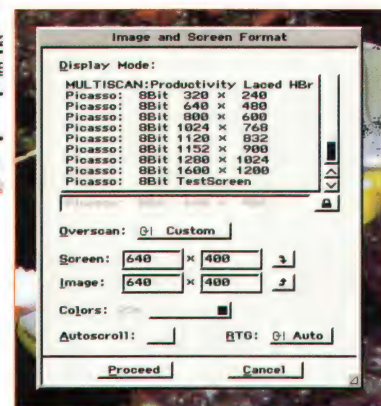 Image and Screen Format
Display Mode:
MULTISCAN:Productivity Laced HBr
Picasso: 8Bit 320 x 240
Picasso: 8Bit 640 x 480
Picasso: 8Bit 800 x 600
Picasso: 8Bit 1024 x 768
Picasso: 8Bit 1120 x 832
Picasso: 8Bit 1152 x 900
Picasso: 8Bit 1280 x 1024
Picasso: 8Bit 1600 x 1200
Picasso: 8Bit TestScreen
Overscan: Custom
Screen: 640 x 400
Image: 640 x 400
Colors:
Autoscroll: RTG: Auto
Proceed Cancel